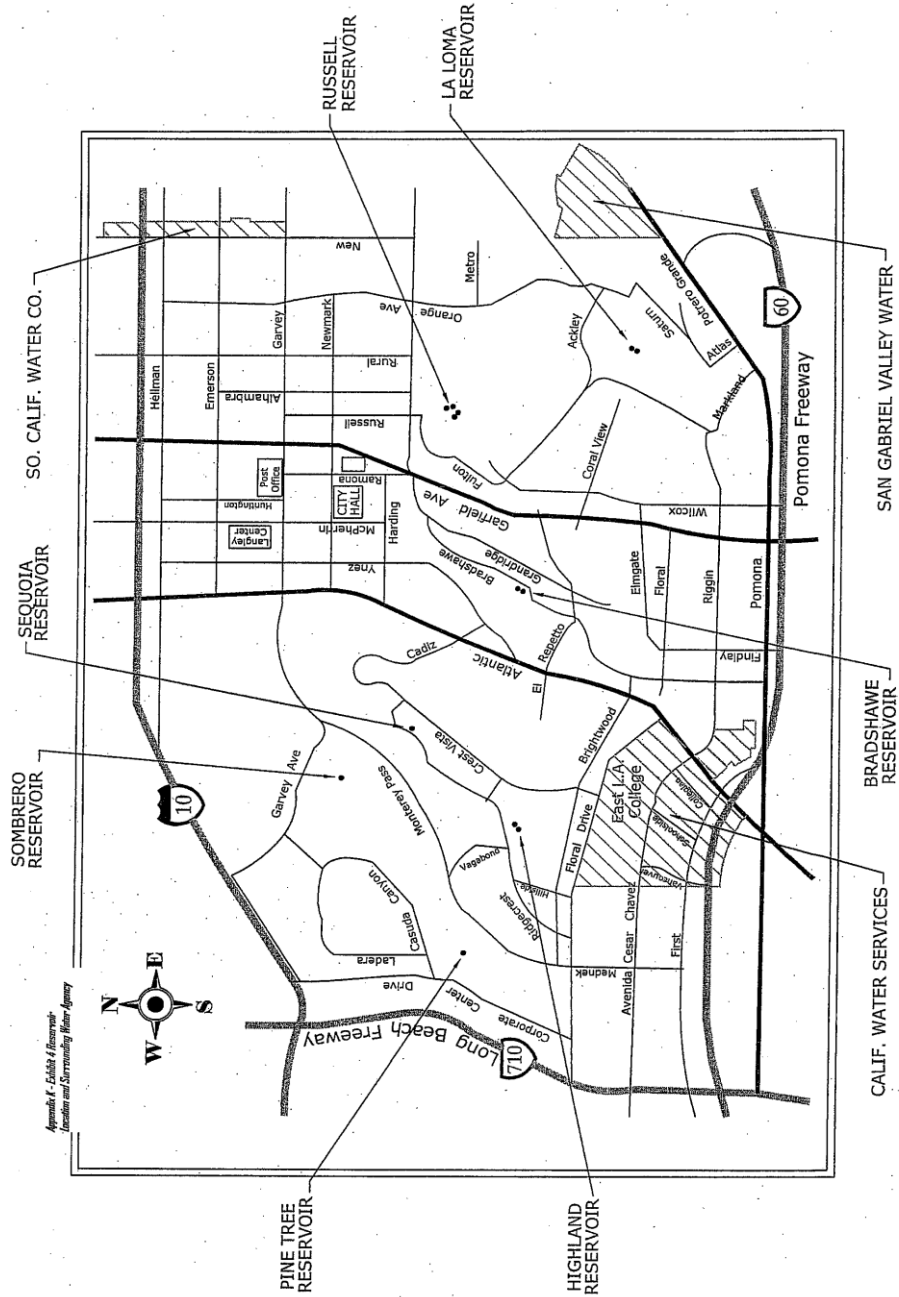 Appendix K - Exhibit 4 Reservoir
Location and Surrounding Water Agency
N
W
E
S
SOMBRERO
RESERVOIR
SEQUOIA
RESERVOIR
SO. CALIF. WATER CO.
RUSSELL
RESERVOIR
LA LOMA
RESERVOIR
PINE TREE
RESERVOIR
HIGHLAND
RESERVOIR
CALIF. WATER SERVICES
BRADSHAWE
RESERVOIR
SAN GABRIEL VALLEY WATER
10
710
60
Long Beach Freeway
Pomona Freeway
Corporate
Center
Drive
Ladera
Casuda
Canyon
Garvey Ave
Monterey Pass
Vagabond
Ridgecrest
Hillside
Mednek
Floral Drive
Avenida Cesar Chavez
First
Vancouver
Schoolside
Collegian
East L.A.
College
Crest Vista
Cadiz
Brightwood
Atlantic
El
Repetto
Ynez
McPherrin
Huntington
Harding
Ramona
Langley
Center
Post
Office
CITY
HALL
Hellman
Emerson
Garvey
Newmark
Alhambra
Russell
Rural
Orange
Ave
New
Metro
Bradshawe
Grandridge
Garfield Ave
Fulton
Coral View
Ackley
Saturn
Atlas
Markland
Potrero Grande
Wilcox
Elmgate
Floral
Riggin
Findlay
Pomona